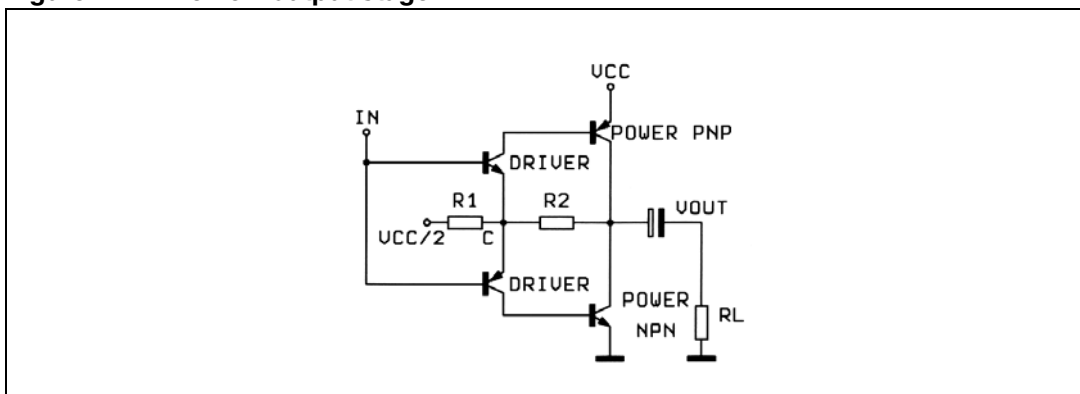 VCC
IN
POWER PNP
DRIVER
R1
R2
VOUT
VCC/2
C
DRIVER
POWER
NPN
RL